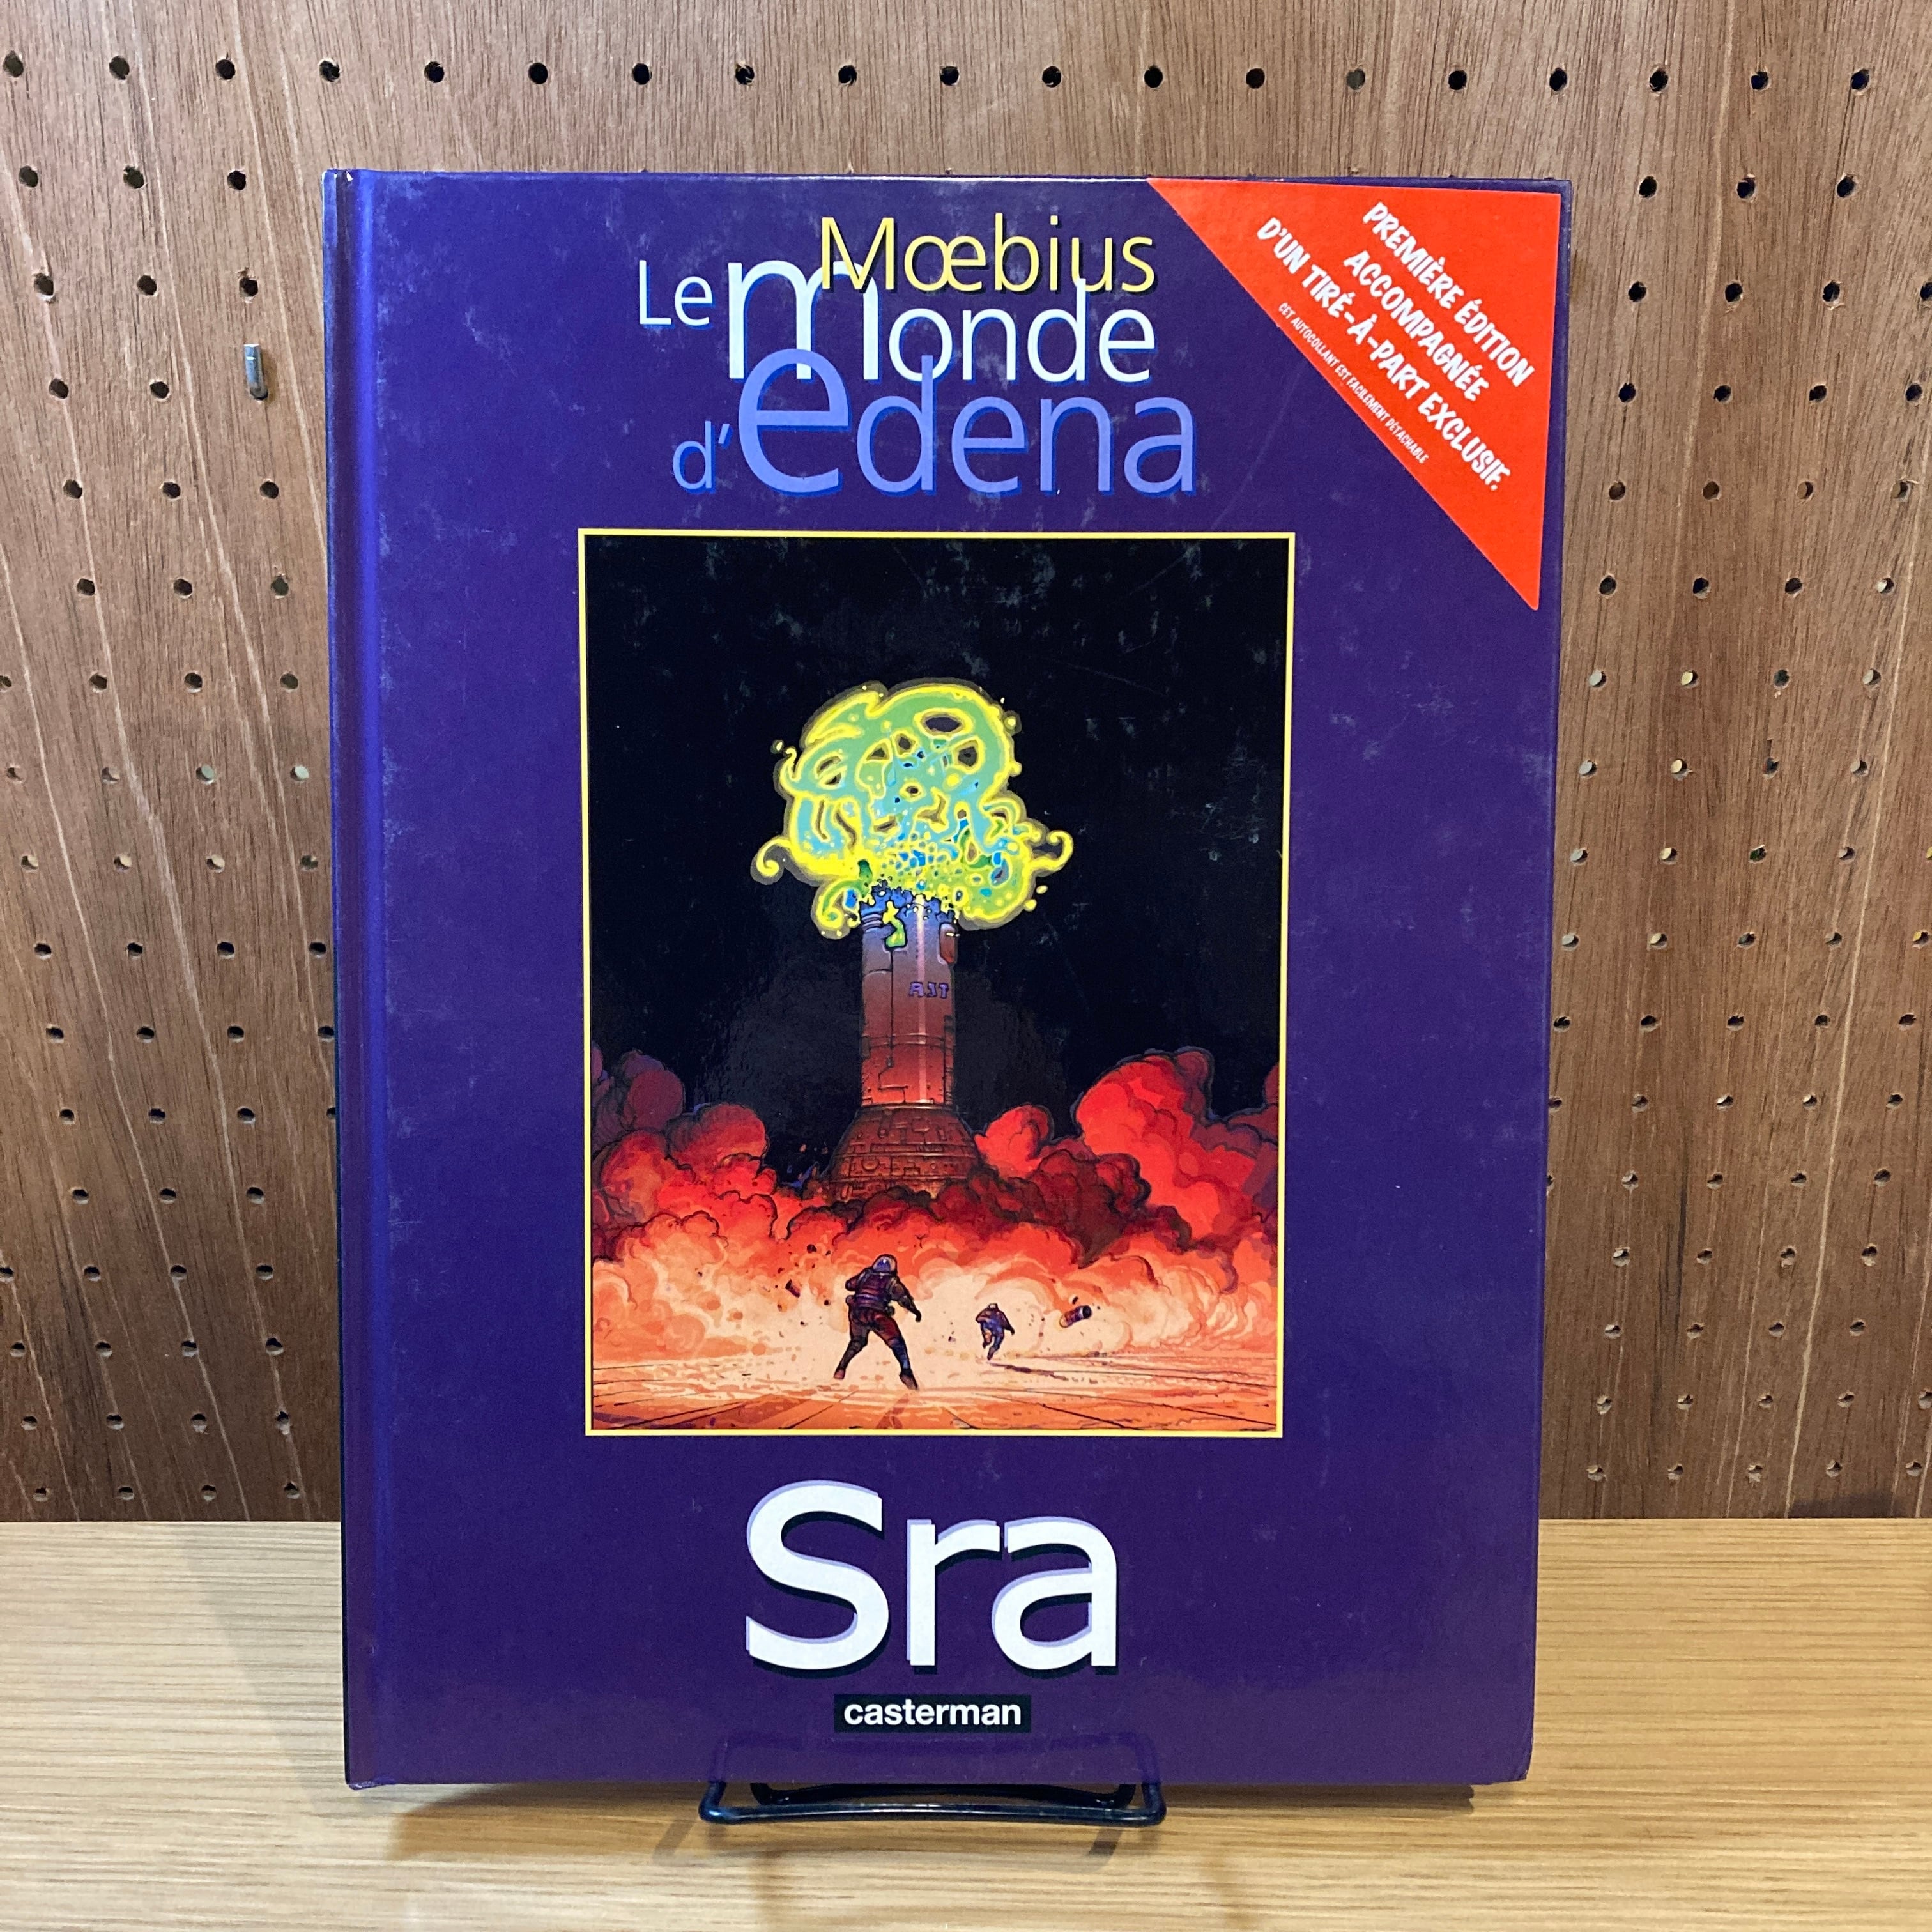 Mœbius
Le monde
d'edena
PREMIÈRE ÉDITION
ACCOMPAGNÉE
D'UN TIRÉ-À-PART EXCLUSIF.
CET AUTOCOLLANT EST FACILEMENT DÉTACHABLE
Sra
casterman